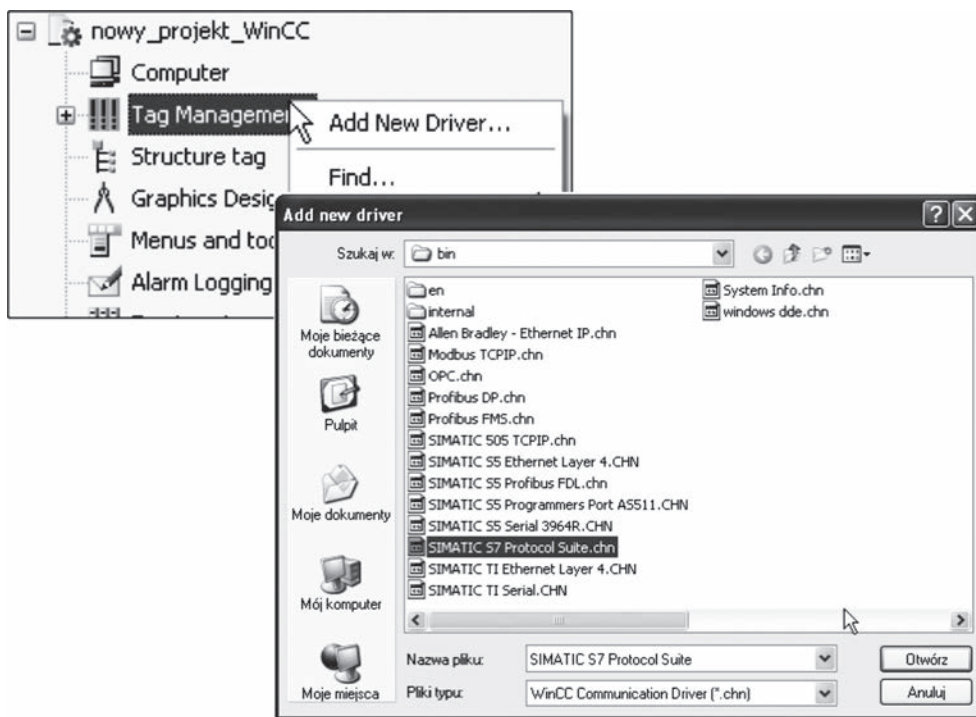 nowy_projekt_WinCC
Computer
Tag Manageme
Add New Driver...
Structure tag
Find...
Graphics Desig
Menus and too
Alarm Logging
Add new driver
Szukaj w:
bin
Moje bieżące
dokumenty
Pulpit
Moje dokumenty
Mój komputer
Moje miejsca
en
internal
Allen Bradley - Ethernet IP.chn
Modbus TCPIP.chn
OPC.chn
Profibus DP.chn
Profibus FMS.chn
SIMATIC 505 TCPIP.chn
SIMATIC S5 Ethernet Layer 4.CHN
SIMATIC S5 Profibus FDL.chn
SIMATIC S5 Programmers Port AS511.CHN
SIMATIC S5 Serial 3964R.CHN
SIMATIC S7 Protocol Suite.chn
SIMATIC TI Ethernet Layer 4.CHN
SIMATIC TI Serial.CHN
System Info.chn
windows dde.chn
Nazwa pliku:
SIMATIC S7 Protocol Suite
Otwórz
Pliki typu:
WinCC Communication Driver (*.chn)
Anuluj